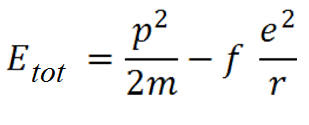 E_tot = p²/2m − f e²/r